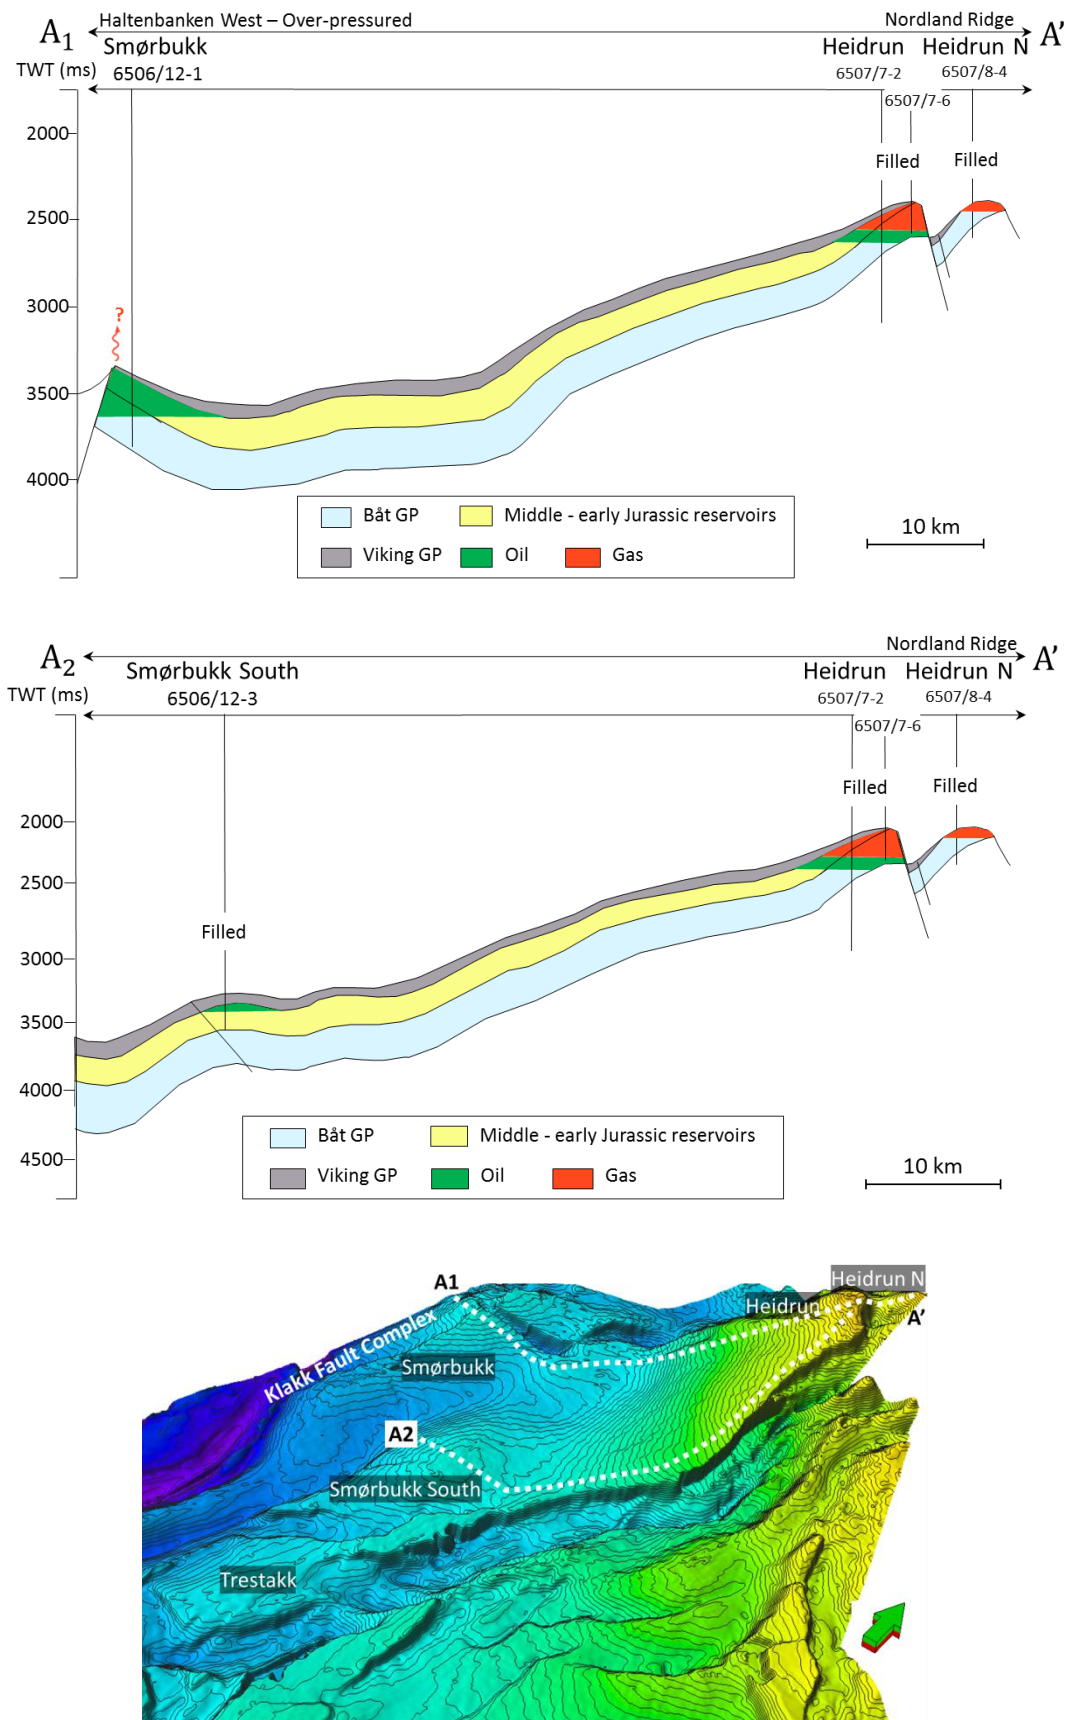 A1
Haltenbanken West – Over-pressured
Nordland Ridge
A'
Smørbukk
Heidrun
Heidrun N
TWT (ms)
6506/12-1
6507/7-2
6507/8-4
6507/7-6
2000
Filled
Filled
2500
3000
?
3500
4000
Båt GP
Middle - early Jurassic reservoirs
Viking GP
Oil
Gas
10 km
A2
Nordland Ridge
A'
Smørbukk South
Heidrun
Heidrun N
TWT (ms)
6506/12-3
6507/7-2
6507/8-4
6507/7-6
Filled
Filled
2000
2500
Filled
3000
3500
4000
4500
Båt GP
Middle - early Jurassic reservoirs
Viking GP
Oil
Gas
10 km
A1
Heidrun N
Heidrun
A'
Klakk Fault Complex
Smørbukk
A2
Smørbukk South
Trestakk